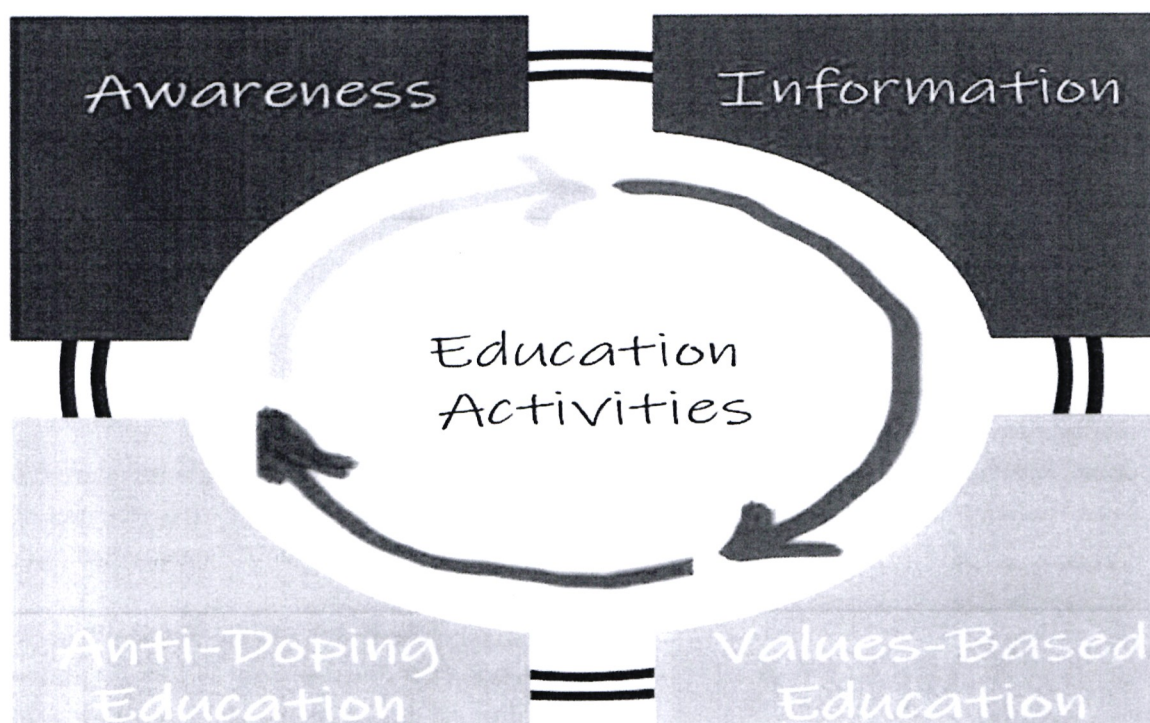 Awareness
Information
Education
Activities
Anti-Doping
Education
Values-Based
Education